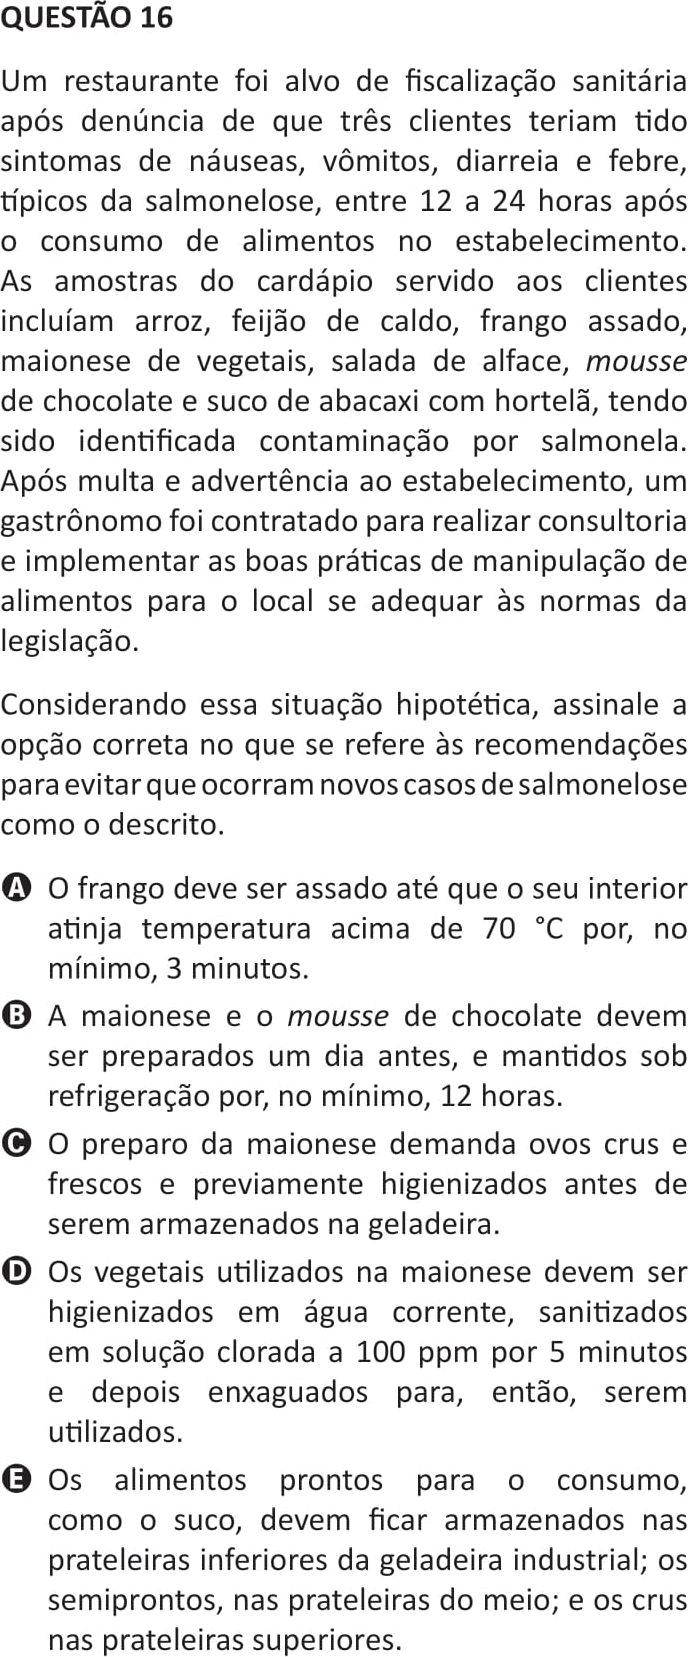 QUESTÃO 16
Um restaurante foi alvo de fiscalização sanitária
após denúncia de que três clientes teriam tido
sintomas de náuseas, vômitos, diarreia e febre,
típicos da salmonelose, entre 12 a 24 horas após
o consumo de alimentos no estabelecimento.
As amostras do cardápio servido aos clientes
incluíam arroz, feijão de caldo, frango assado,
maionese de vegetais, salada de alface, mousse
de chocolate e suco de abacaxi com hortelã, tendo
sido identificada contaminação por salmonela.
Após multa e advertência ao estabelecimento, um
gastrônomo foi contratado para realizar consultoria
e implementar as boas práticas de manipulação de
alimentos para o local se adequar às normas da
legislação.
Considerando essa situação hipotética, assinale a
opção correta no que se refere às recomendações
para evitar que ocorram novos casos de salmonelose
como o descrito.
A O frango deve ser assado até que o seu interior
atinja temperatura acima de 70 °C por, no
mínimo, 3 minutos.
B A maionese e o mousse de chocolate devem
ser preparados um dia antes, e mantidos sob
refrigeração por, no mínimo, 12 horas.
C O preparo da maionese demanda ovos crus e
frescos e previamente higienizados antes de
serem armazenados na geladeira.
D Os vegetais utilizados na maionese devem ser
higienizados em água corrente, sanitizados
em solução clorada a 100 ppm por 5 minutos
e depois enxaguados para, então, serem
utilizados.
E Os alimentos prontos para o consumo,
como o suco, devem ficar armazenados nas
prateleiras inferiores da geladeira industrial; os
semiprontos, nas prateleiras do meio; e os crus
nas prateleiras superiores.